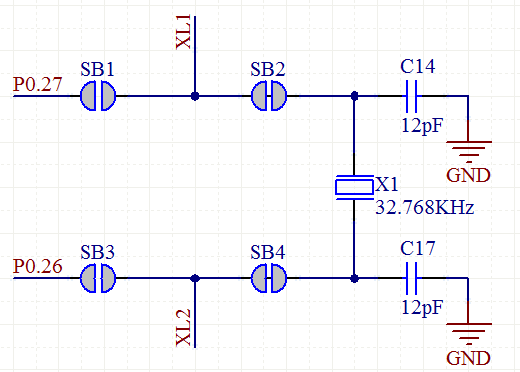 XL1
SB1
SB2
C14
P0.27
12pF
GND
X1
32.768KHz
P0.26
SB3
SB4
C17
12pF
XL2
GND